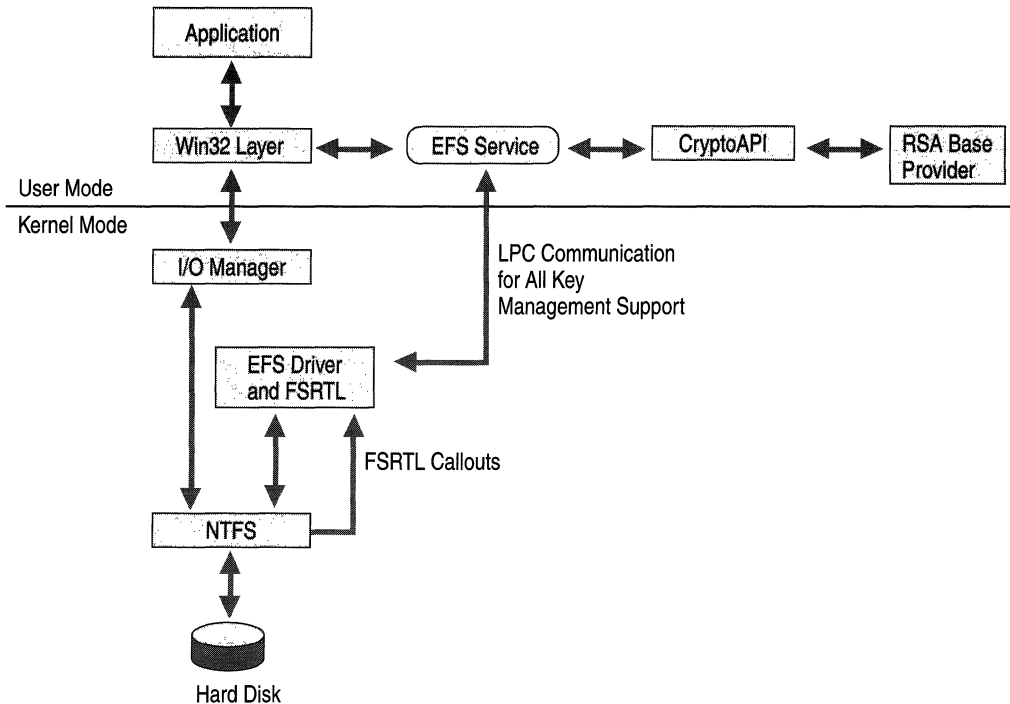 Application
Win32 Layer
EFS Service
CryptoAPI
RSA Base
Provider
User Mode
Kernel Mode
I/O Manager
LPC Communication
for All Key
Management Support
EFS Driver
and FSRTL
FSRTL Callouts
NTFS
Hard Disk